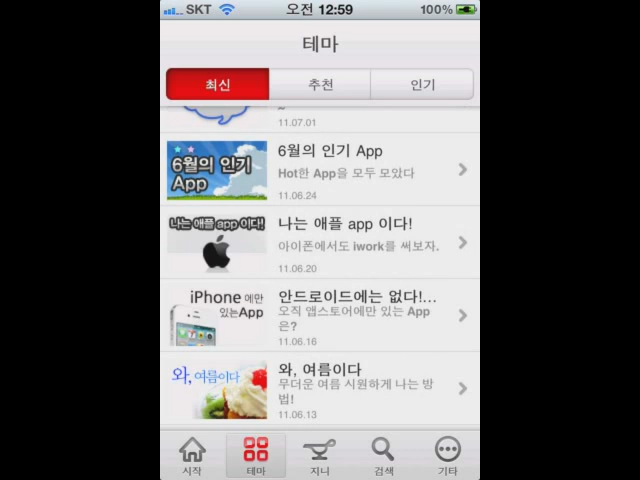 SKT 오전 12:59 100%
테마
최신 추천 인기
11.07.01
6월의 인기 App
6월의 인기 App
Hot한 App을 모두 모았다
11.06.24
나는 애플 app 이다!
나는 애플 app 이다!
아이폰에서도 iwork를 써보자.
11.06.20
iPhone 에만
있는App
안드로이드에는 없다!...
오직 앱스토어에만 있는 App
은?
11.06.16
와, 여름이다
와, 여름이다
무더운 여름 시원하게 나는 방
법!
11.06.13
시작 테마 지니 검색 기타